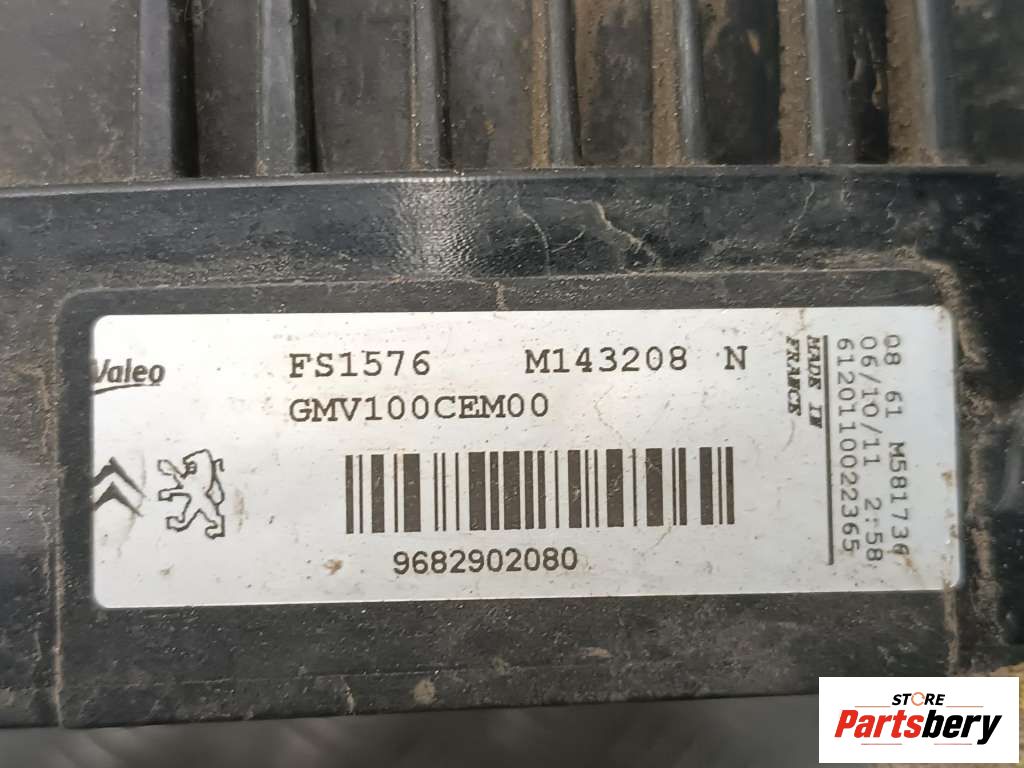 Valeo
FS1576 M143208 N
GMV100CEM00
9682902080
MADE IN
FRANCE
08 61 M581736
06/10/11 2:58
6120110022365
STORE
Partsbery